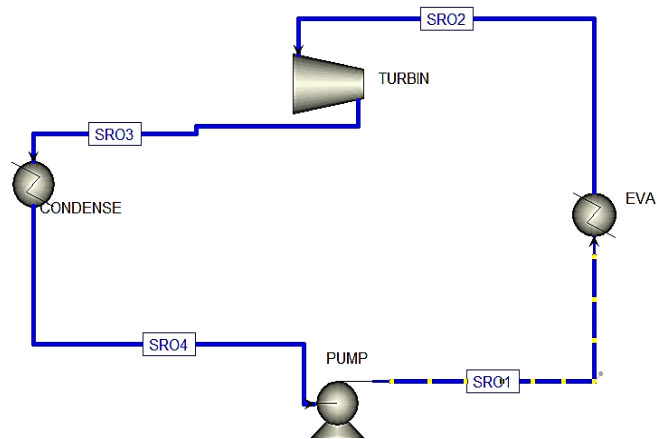 SRO2
TURBIN
SRO3
CONDENSE
EVA
SRO4
PUMP
SRO1